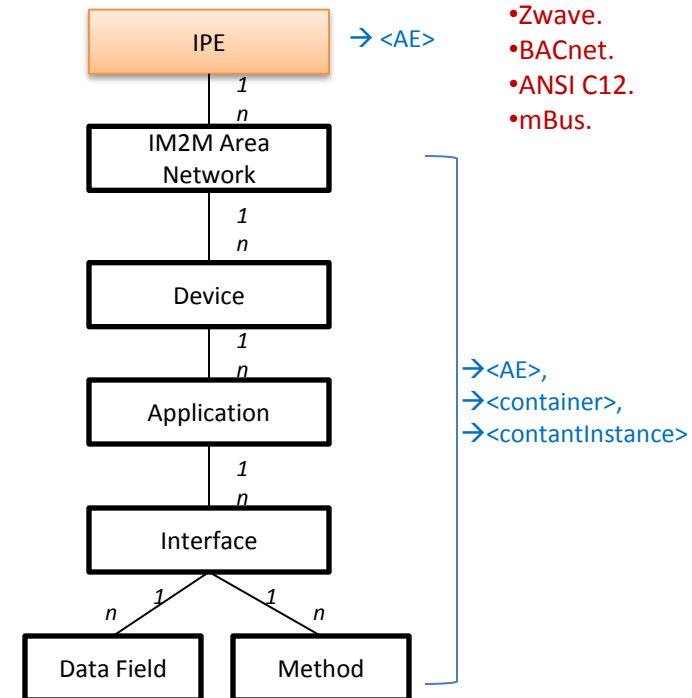 IPE
→ <AE>
•Zwave.
•BACnet.
•ANSI C12.
•mBus.
1
n
IM2M Area
Network
1
n
Device
1
n
Application
→<AE>,
→<container>,
→<contantInstance>
1
n
Interface
n 1 1 n
Data Field
Method